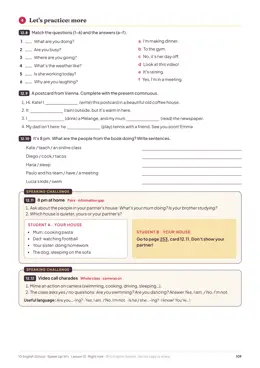 4 Let's practice: more
12.8 Match the questions (1-6) and the answers (a-f).
1 ___ What are you doing?
2 ___ Are you busy?
3 ___ Where are you going?
4 ___ What's the weather like?
5 ___ Is she working today?
6 ___ Why are you laughing?
a I'm making dinner.
b To the gym.
c No, it's her day off.
d Look at this video!
e It's raining.
f Yes, I'm in a meeting.
12.9 A postcard from Vienna. Complete with the present continuous.
1. Hi Kate! I ____ (write) this postcard in a beautiful old coffee house.
2. It ____ (rain) outside, but it's warm in here.
3. I ____ (drink) a Melange, and my mum ____ (read) the newspaper.
4. My dad isn't here: he ____ (play) tennis with a friend. See you soon! Emma
12.10 It's 8 pm. What are the people from the book doing? Write sentences.
Kate / teach / an online class
Diego / cook / tacos
Hana / sleep
Paulo and his team / have / a meeting
Lucia's kids / swim
SPEAKING CHALLENGE
12.11 8 pm at home Pairs · information gap
1. Ask about the people in your partner's house: What's your mum doing? Is your brother studying?
2. Which house is quieter, yours or your partner's?
STUDENT A · YOUR HOUSE
• Mum: cooking pasta
• Dad: watching football
• Your sister: doing homework
• The dog: sleeping on the sofa
STUDENT B · YOUR HOUSE
Go to page 253, card 12.11. Don't show your partner!
SPEAKING CHALLENGE
12.12 Video call charades Whole class · cameras on
1. Mime an action on camera (swimming, cooking, driving, sleeping...).
2. The class asks yes / no questions: Are you swimming? Are you dancing? Answer Yes, I am. / No, I'm not.
Useful language: Are you ...-ing? · Yes, I am. / No, I'm not. · Is he / she ...-ing? · I know! You're...!